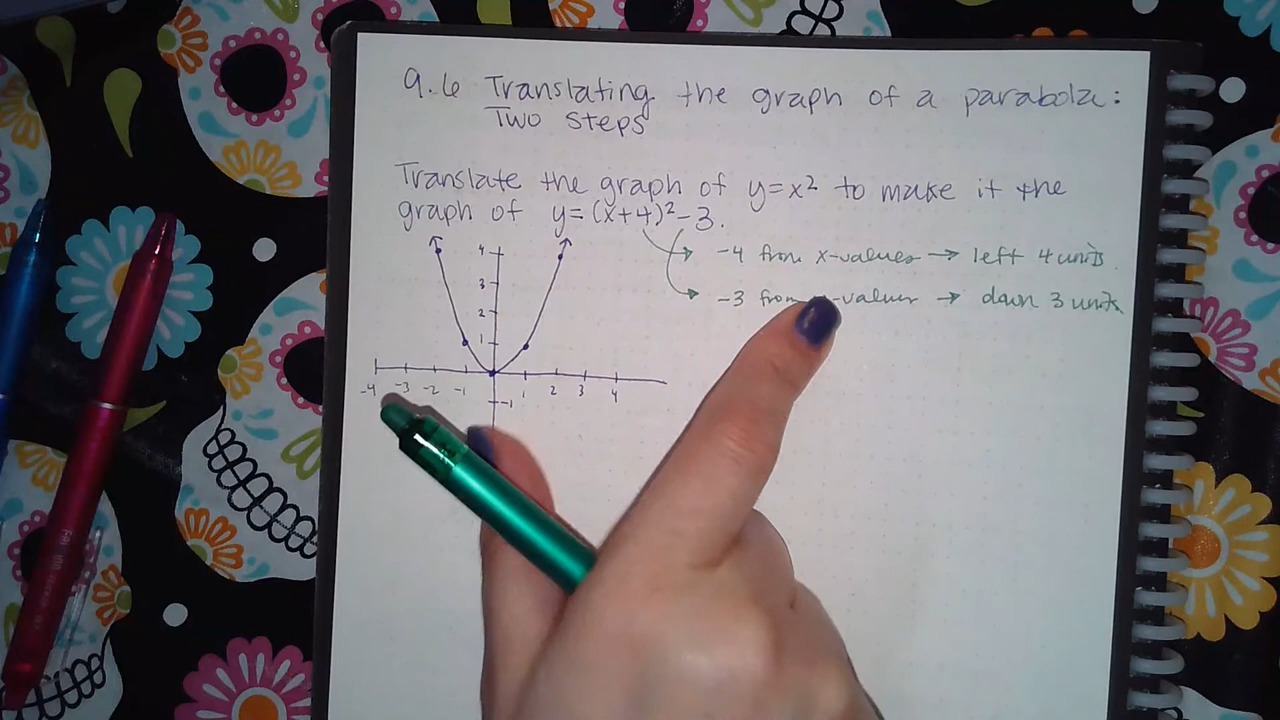 9.6 Translating the graph of a parabola:
Two steps
Translate the graph of y=x² to make it the
graph of y=(x+4)²-3.
-4 from x-values → left 4 units
-3 from -values → down 3 units
4
3
2
1
-4 -3 -2 -1 1 2 3 4
-1